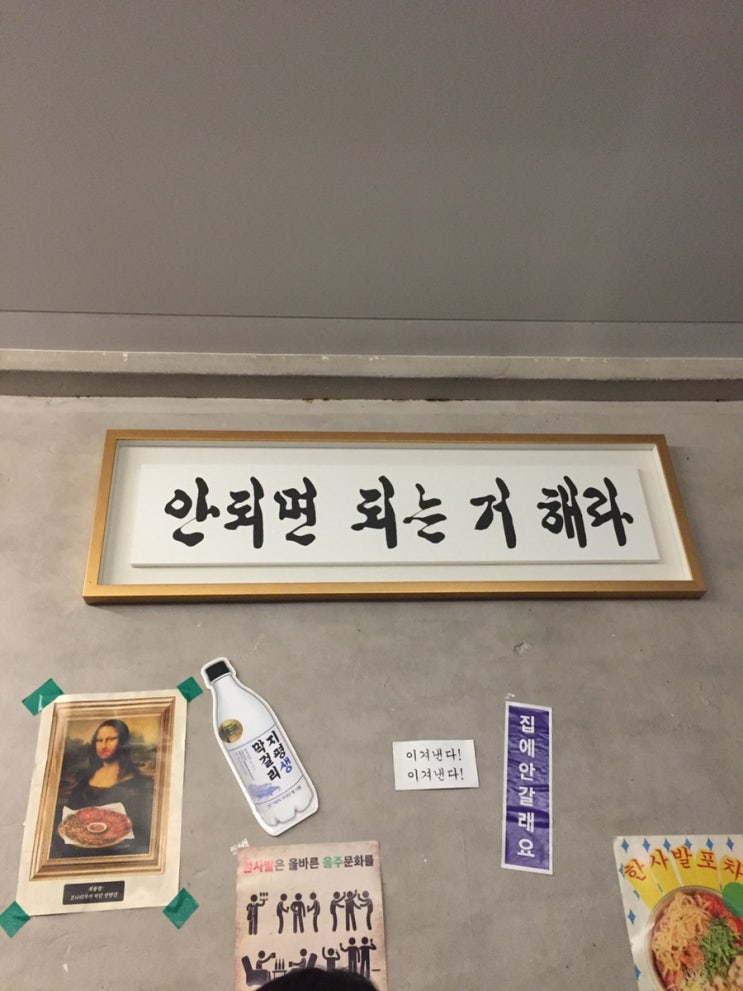 안되면 되는 거 해라
지평생
막걸리
이겨낸다!
이겨낸다!
집에안갈래요
한사발은 올바른 음주문화를
한사발포차